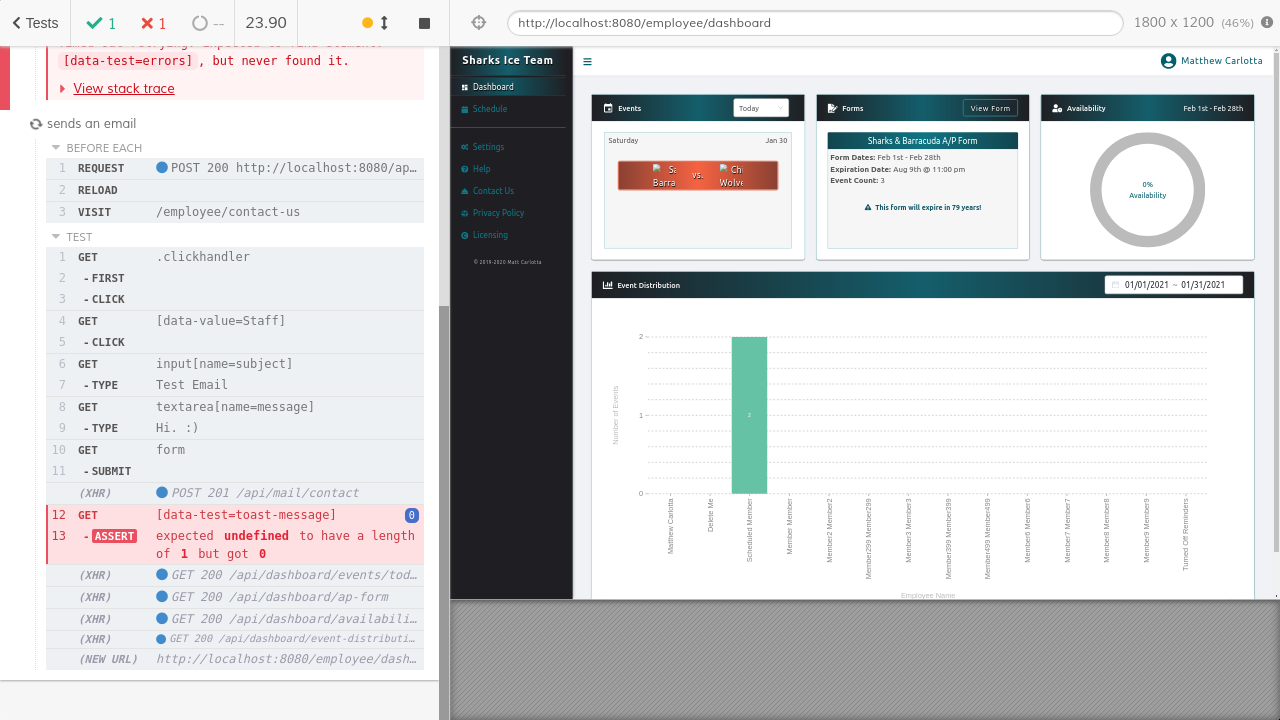 Tests
1
1
--
23.90
[data-test=errors] , but never found it.
View stack trace
sends an email
BEFORE EACH
1 REQUEST POST 200 http://localhost:8080/ap...
2 RELOAD
3 VISIT /employee/contact-us
TEST
1 GET .clickhandler
2 - FIRST
3 - CLICK
4 GET [data-value=Staff]
5 - CLICK
6 GET input[name=subject]
7 - TYPE Test Email
8 GET textarea[name=message]
9 - TYPE Hi. :)
10 GET form
11 - SUBMIT
(XHR) POST 201 /api/mail/contact
12 GET [data-test=toast-message] 0
13 - ASSERT expected undefined to have a length
of 1 but got 0
(XHR) GET 200 /api/dashboard/events/tod...
(XHR) GET 200 /api/dashboard/ap-form
(XHR) GET 200 /api/dashboard/availabili...
(XHR) GET 200 /api/dashboard/event-distributi...
(NEW URL) http://localhost:8080/employee/dash...
http://localhost:8080/employee/dashboard
1800 x 1200 (46%)
Sharks Ice Team
Matthew Carlotta
Dashboard
Schedule
Settings
Help
Contact Us
Privacy Policy
Licensing
© 2019-2020 Matt Carlotta
Events
Today
Saturday
Jan 30
Barra
vs.
Wolve
Forms
View Form
Sharks & Barracuda A/P Form
Form Dates: Feb 1st - Feb 28th
Expiration Date: Aug 9th @ 11:00 pm
Event Count: 3
This form will expire in 79 years!
Availability
Feb 1st - Feb 28th
0%
Availability
Event Distribution
01/01/2021 ~ 01/31/2021
Number of Events
2
1
0
2
Matthew Carlotta
Delete Me
Scheduled Member
Member Member
Member2 Member2
Member299 Member299
Member3 Member3
Member399 Member399
Member499 Member499
Member6 Member6
Member7 Member7
Member8 Member8
Member9 Member9
Turned Off Reminders
Employee Name